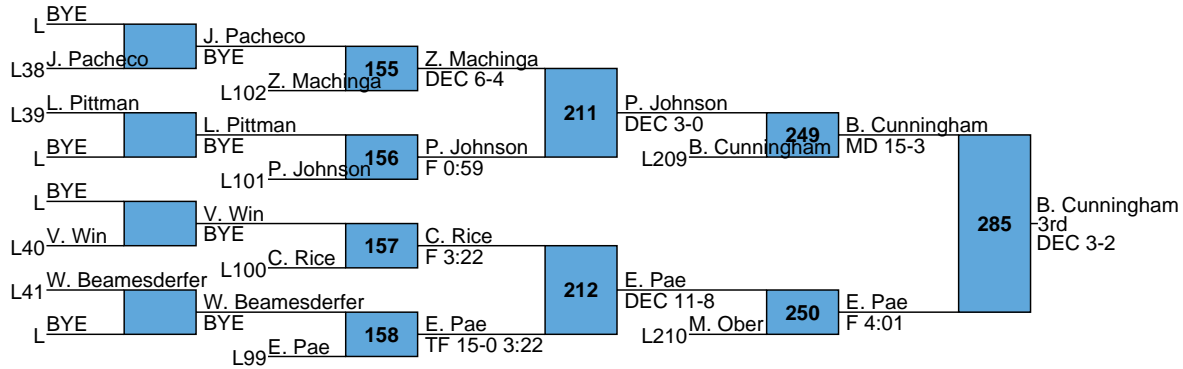 L BYE
L38 J. Pacheco
J. Pacheco
BYE
L102 Z. Machinga
155
Z. Machinga
DEC 6-4
L39 L. Pittman
L BYE
L. Pittman
BYE
L101 P. Johnson
156
P. Johnson
F 0:59
211
P. Johnson
DEC 3-0
L209 B. Cunningham
249
B. Cunningham
MD 15-3
L BYE
L40 V. Win
V. Win
BYE
L100 C. Rice
157
C. Rice
F 3:22
L41 W. Beamesderfer
L BYE
W. Beamesderfer
BYE
L99 E. Pae
158
E. Pae
TF 15-0 3:22
212
E. Pae
DEC 11-8
L210 M. Ober
250
E. Pae
F 4:01
285
B. Cunningham
3rd
DEC 3-2